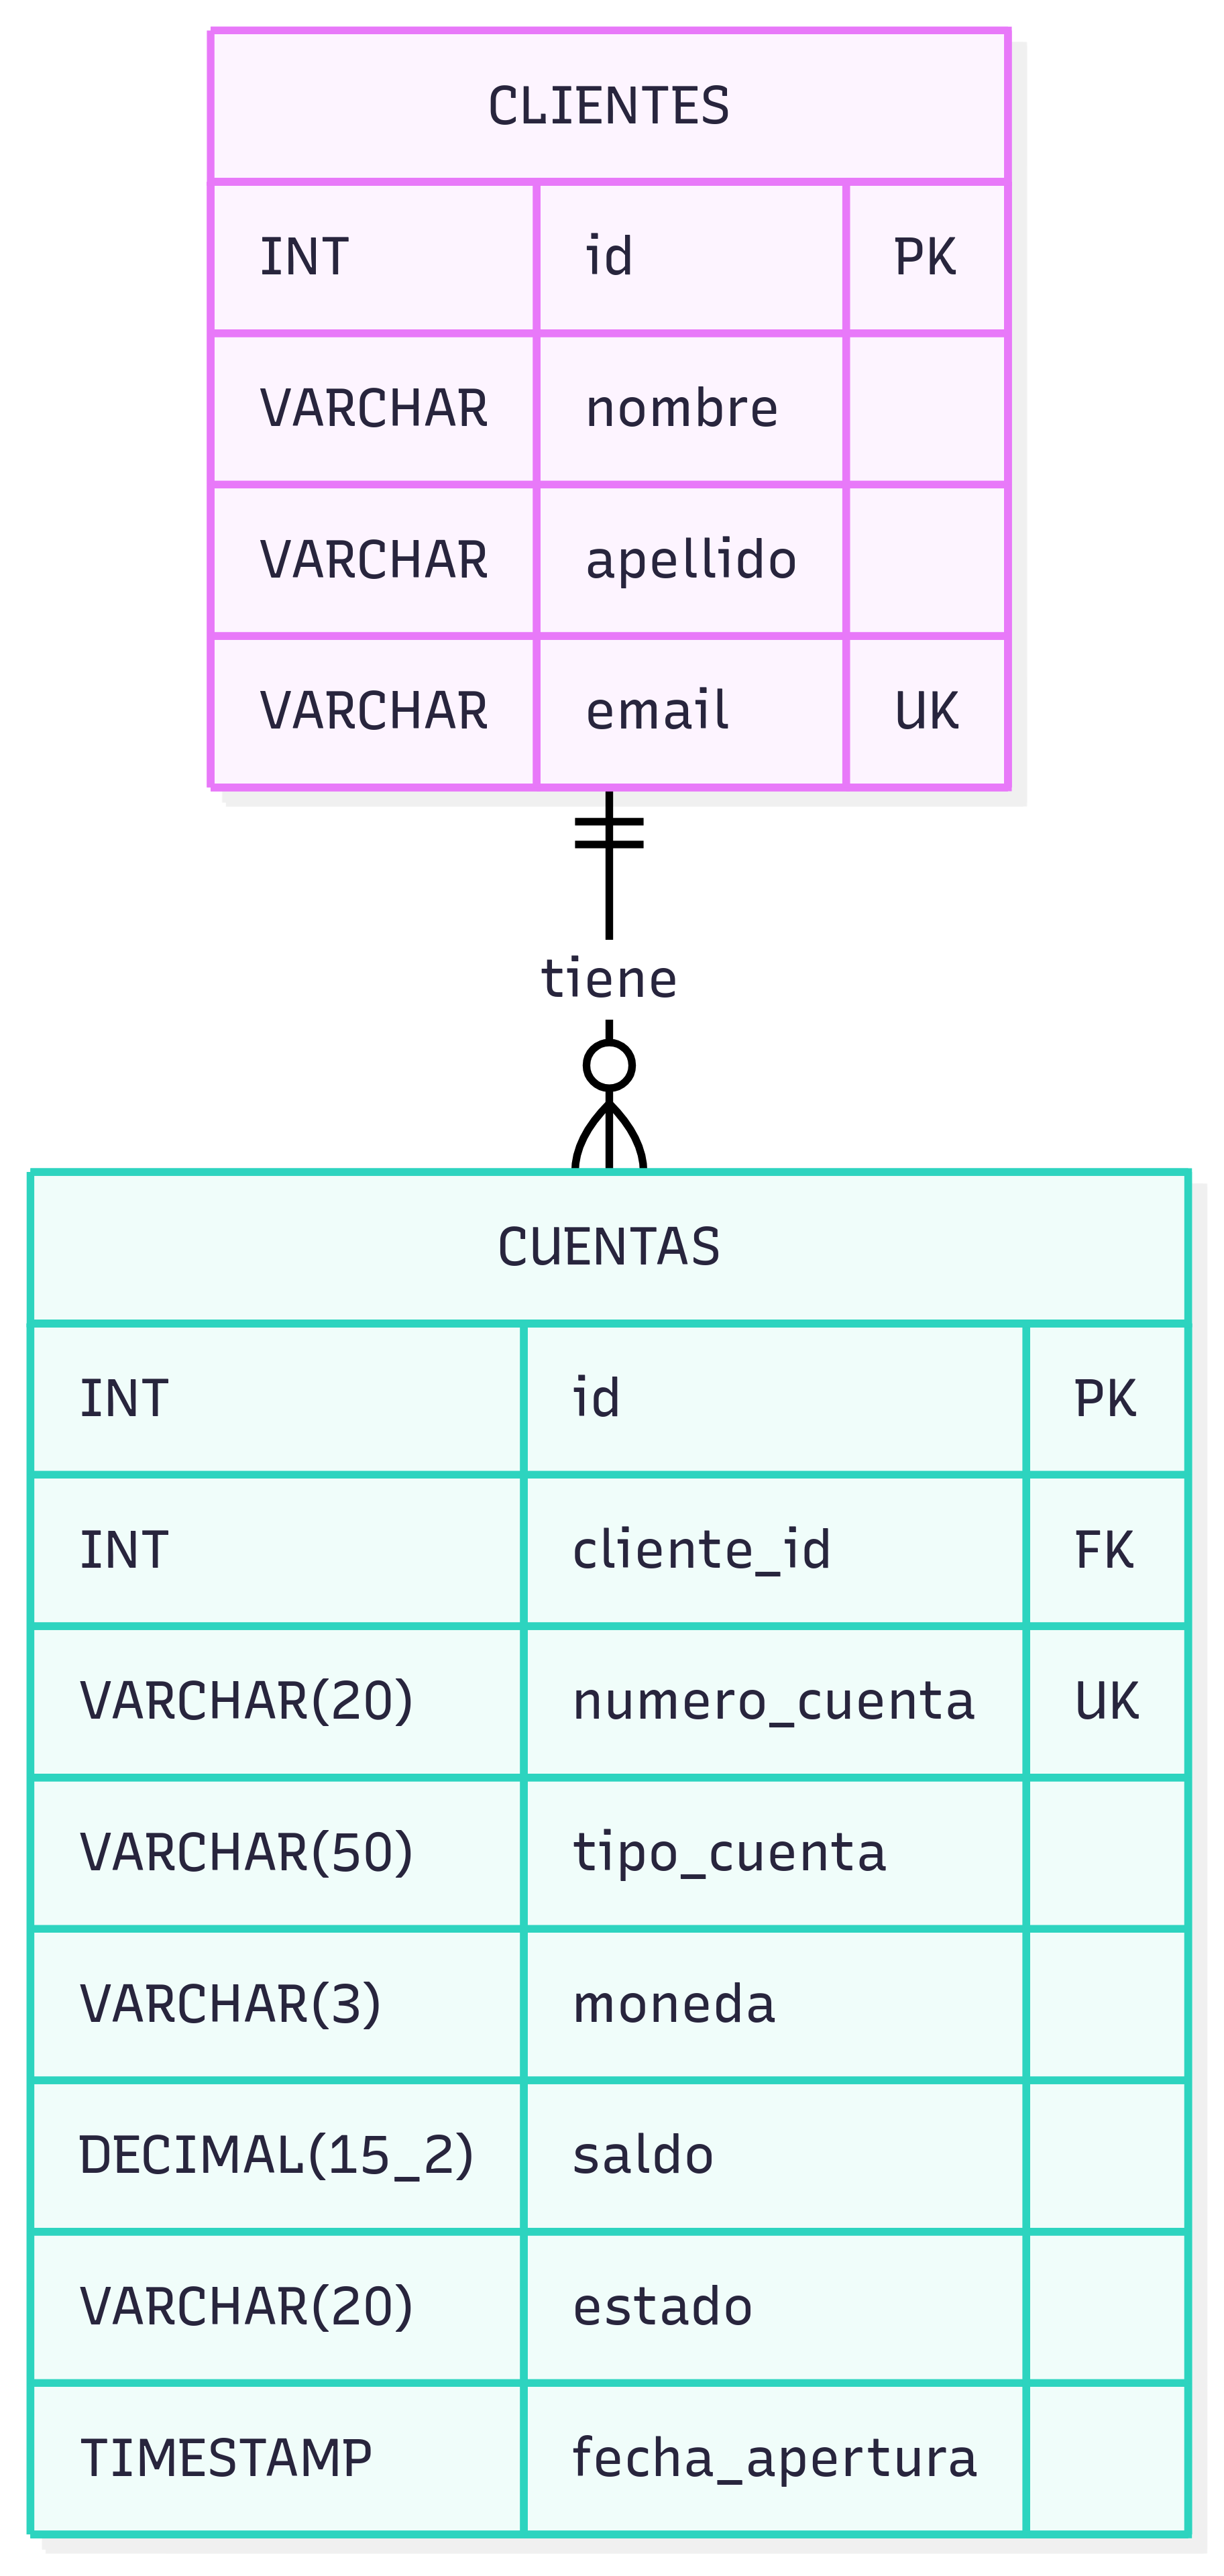 CLIENTES
INT id PK
VARCHAR nombre
VARCHAR apellido
VARCHAR email UK
tiene
CUENTAS
INT id PK
INT cliente_id FK
VARCHAR(20) numero_cuenta UK
VARCHAR(50) tipo_cuenta
VARCHAR(3) moneda
DECIMAL(15_2) saldo
VARCHAR(20) estado
TIMESTAMP fecha_apertura